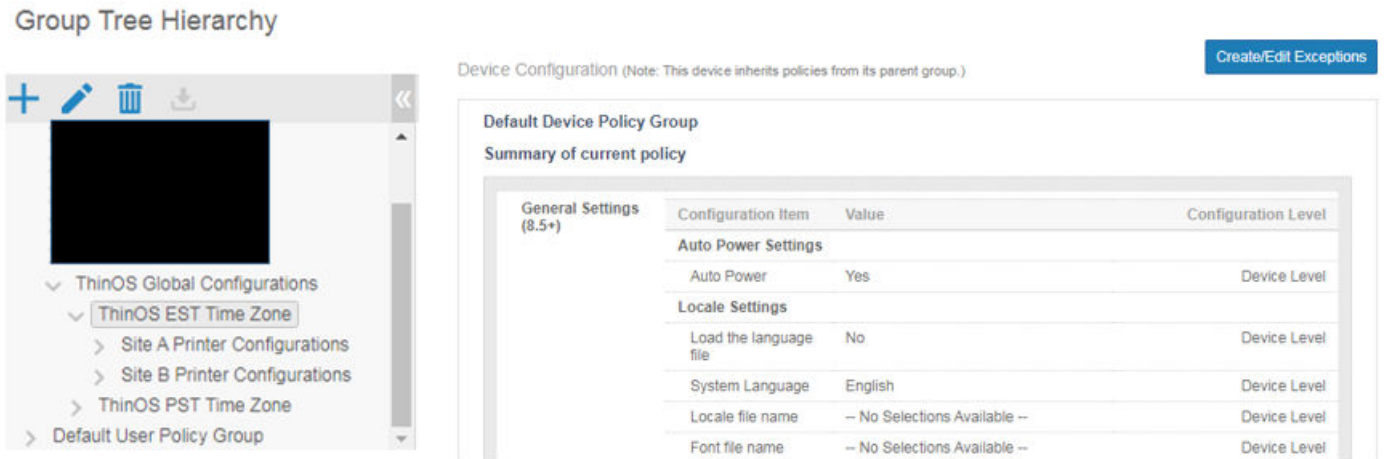 Group Tree Hierarchy
Create/Edit Exceptions
Device Configuration (Note: This device inherits policies from its parent group.)
ThinOS Global Configurations
ThinOS EST Time Zone
Site A Printer Configurations
Site B Printer Configurations
ThinOS PST Time Zone
Default User Policy Group
Default Device Policy Group
Summary of current policy
General Settings
(8.5+)
Configuration Item Value Configuration Level
Auto Power Settings
Auto Power Yes Device Level
Locale Settings
Load the language No Device Level
file
System Language English Device Level
Locale file name -- No Selections Available -- Device Level
Font file name -- No Selections Available -- Device Level